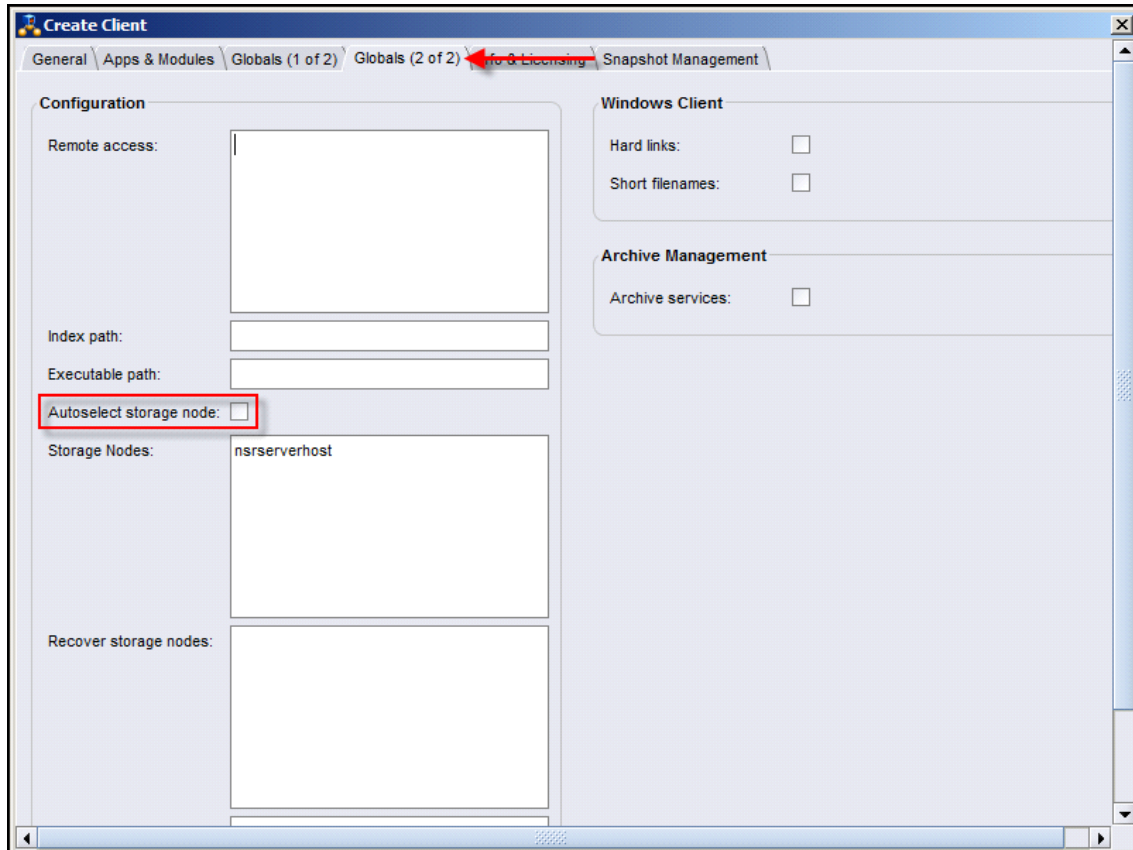 Create Client
General Apps & Modules Globals (1 of 2) Globals (2 of 2) Info & Licensing Snapshot Management
Configuration
Remote access:
Index path:
Executable path:
Autoselect storage node:
Storage Nodes: nsrserverhost
Recover storage nodes:
Windows Client
Hard links:
Short filenames:
Archive Management
Archive services: